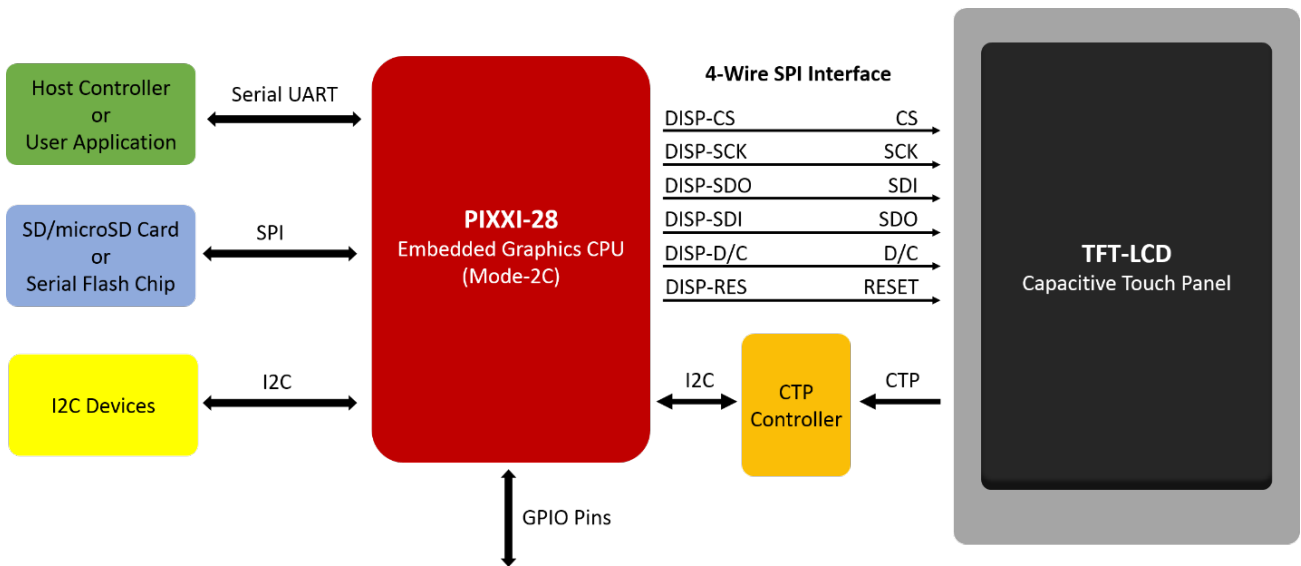 Host Controller
or
User Application
Serial UART
SD/microSD Card
or
Serial Flash Chip
SPI
I2C Devices
I2C
PIXXI-28
Embedded Graphics CPU
(Mode-2C)
GPIO Pins
4-Wire SPI Interface
DISP-CS CS
DISP-SCK SCK
DISP-SDO SDI
DISP-SDI SDO
DISP-D/C D/C
DISP-RES RESET
I2C
CTP
Controller
CTP
TFT-LCD
Capacitive Touch Panel